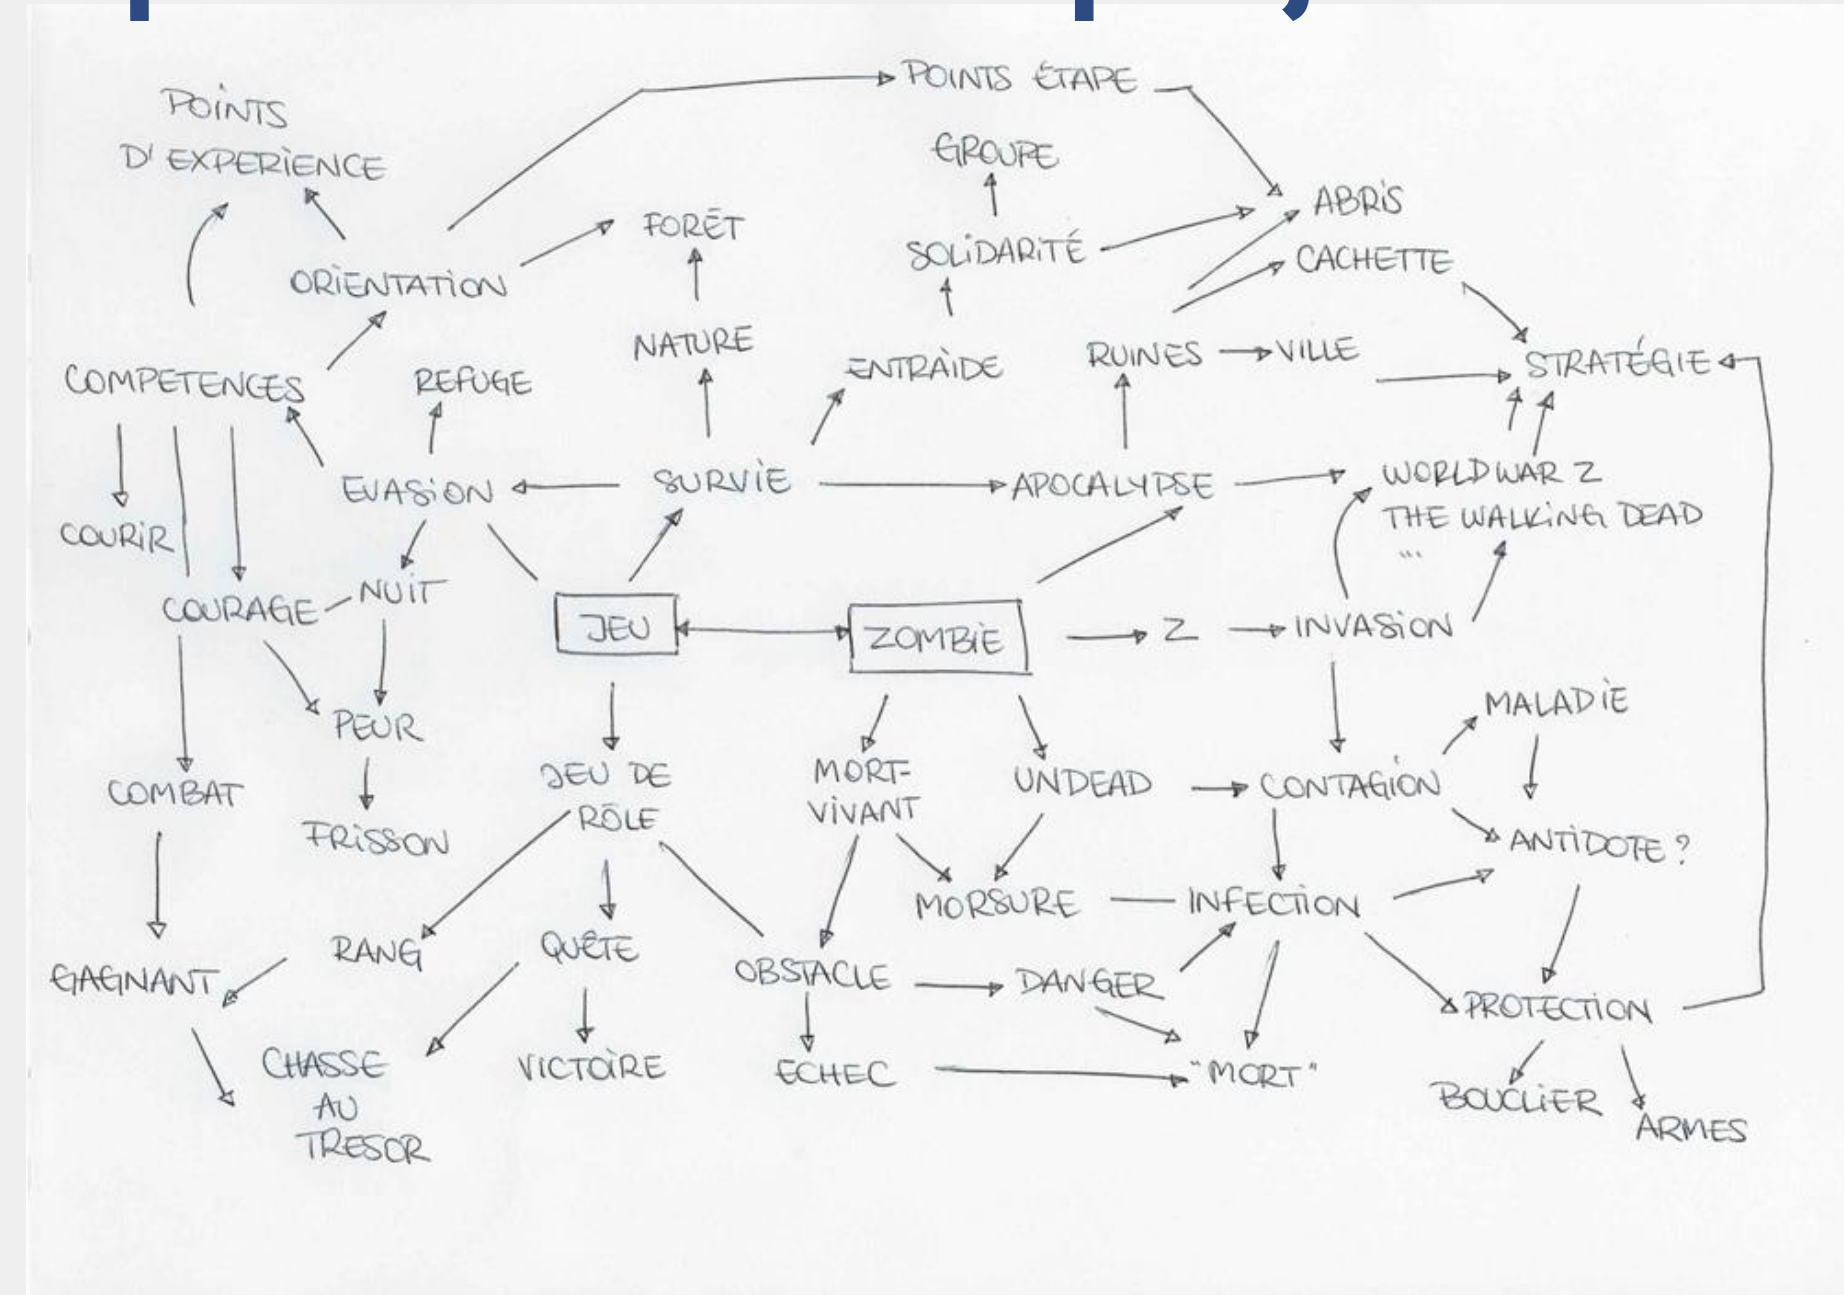 POINTS ÉTAPE
POINTS
D'EXPERIENCE
GROUPE
ABRIS
FORÊT
SOLIDARITÉ
CACHETTE
ORIENTATION
NATURE
ENTRAIDE
RUINES
VILLE
STRATÉGIE
COMPETENCES
REFUGE
EVASION
SURVIE
APOCALYPSE
WORLD WAR Z
THE WALKING DEAD
...
COURIR
COURAGE
NUIT
JEU
ZOMBIE
Z
INVASION
PEUR
MALADIE
COMBAT
FRISSON
JEU DE
RÔLE
MORT-
VIVANT
UNDEAD
CONTAGION
ANTIDOTE ?
MORSURE
INFECTION
GAGNANT
RANG
QUÊTE
OBSTACLE
DANGER
PROTECTION
CHASSE
AU
TRESOR
VICTOIRE
ECHEC
"MORT"
BOUCLIER
ARMES